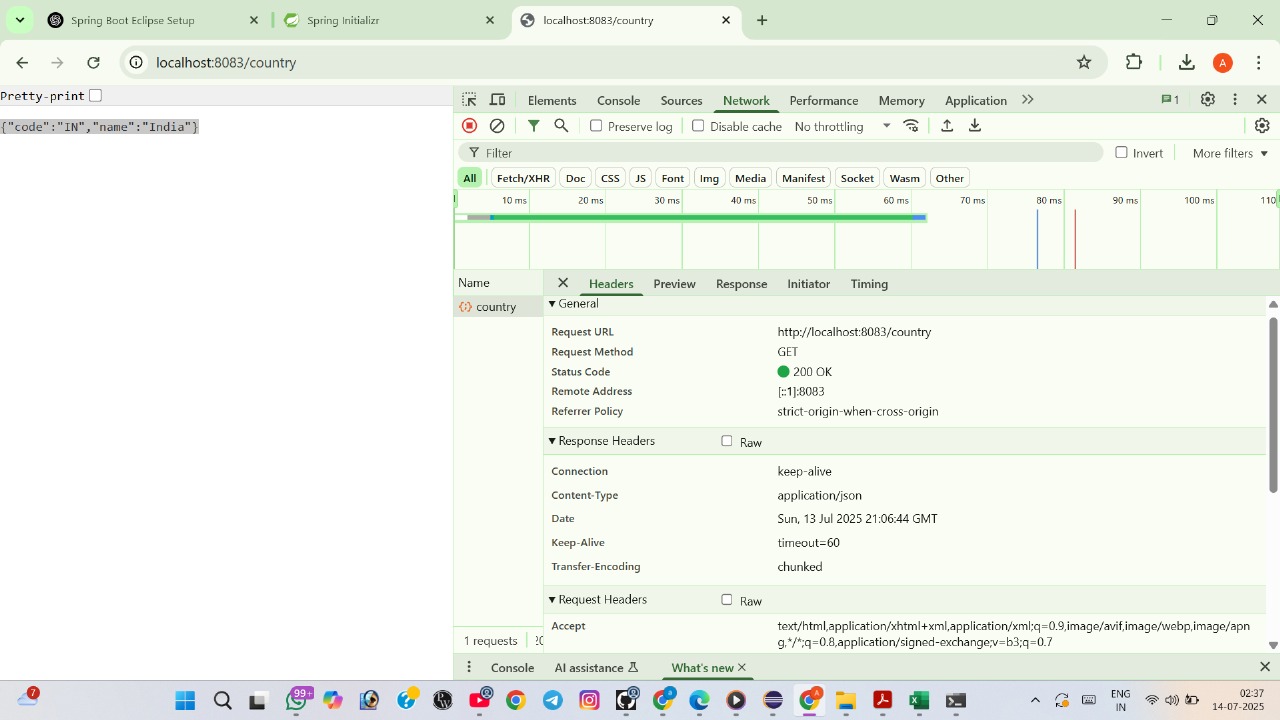 Spring Boot Eclipse Setup
Spring Initializr
localhost:8083/country
localhost:8083/country
A
Pretty-print
{"code":"IN","name":"India"}
Elements Console Sources Network Performance Memory Application 1
Preserve log Disable cache No throttling
Filter Invert More filters
All Fetch/XHR Doc CSS JS Font Img Media Manifest Socket Wasm Other
10 ms 20 ms 30 ms 40 ms 50 ms 60 ms 70 ms 80 ms 90 ms 100 ms 110
Name Headers Preview Response Initiator Timing
country
General
Request URL http://localhost:8083/country
Request Method GET
Status Code 200 OK
Remote Address [::1]:8083
Referrer Policy strict-origin-when-cross-origin
Response Headers Raw
Connection keep-alive
Content-Type application/json
Date Sun, 13 Jul 2025 21:06:44 GMT
Keep-Alive timeout=60
Transfer-Encoding chunked
Request Headers Raw
Accept text/html,application/xhtml+xml,application/xml;q=0.9,image/avif,image/webp,image/apn
g,*/*;q=0.8,application/signed-exchange;v=b3;q=0.7
1 requests
Console AI assistance What's new
7 99+ ENG 02:37
IN 14-07-2025